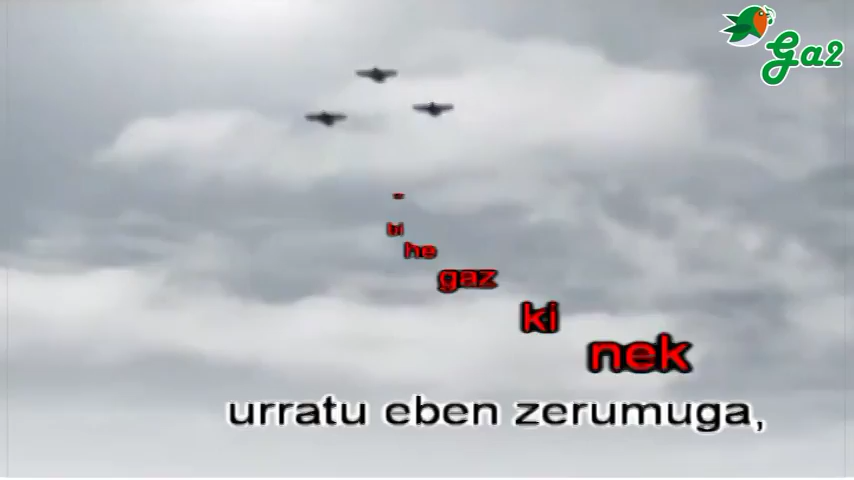 Ga2
bi
he
gaz
ki
nek
urratu eben zerumuga,